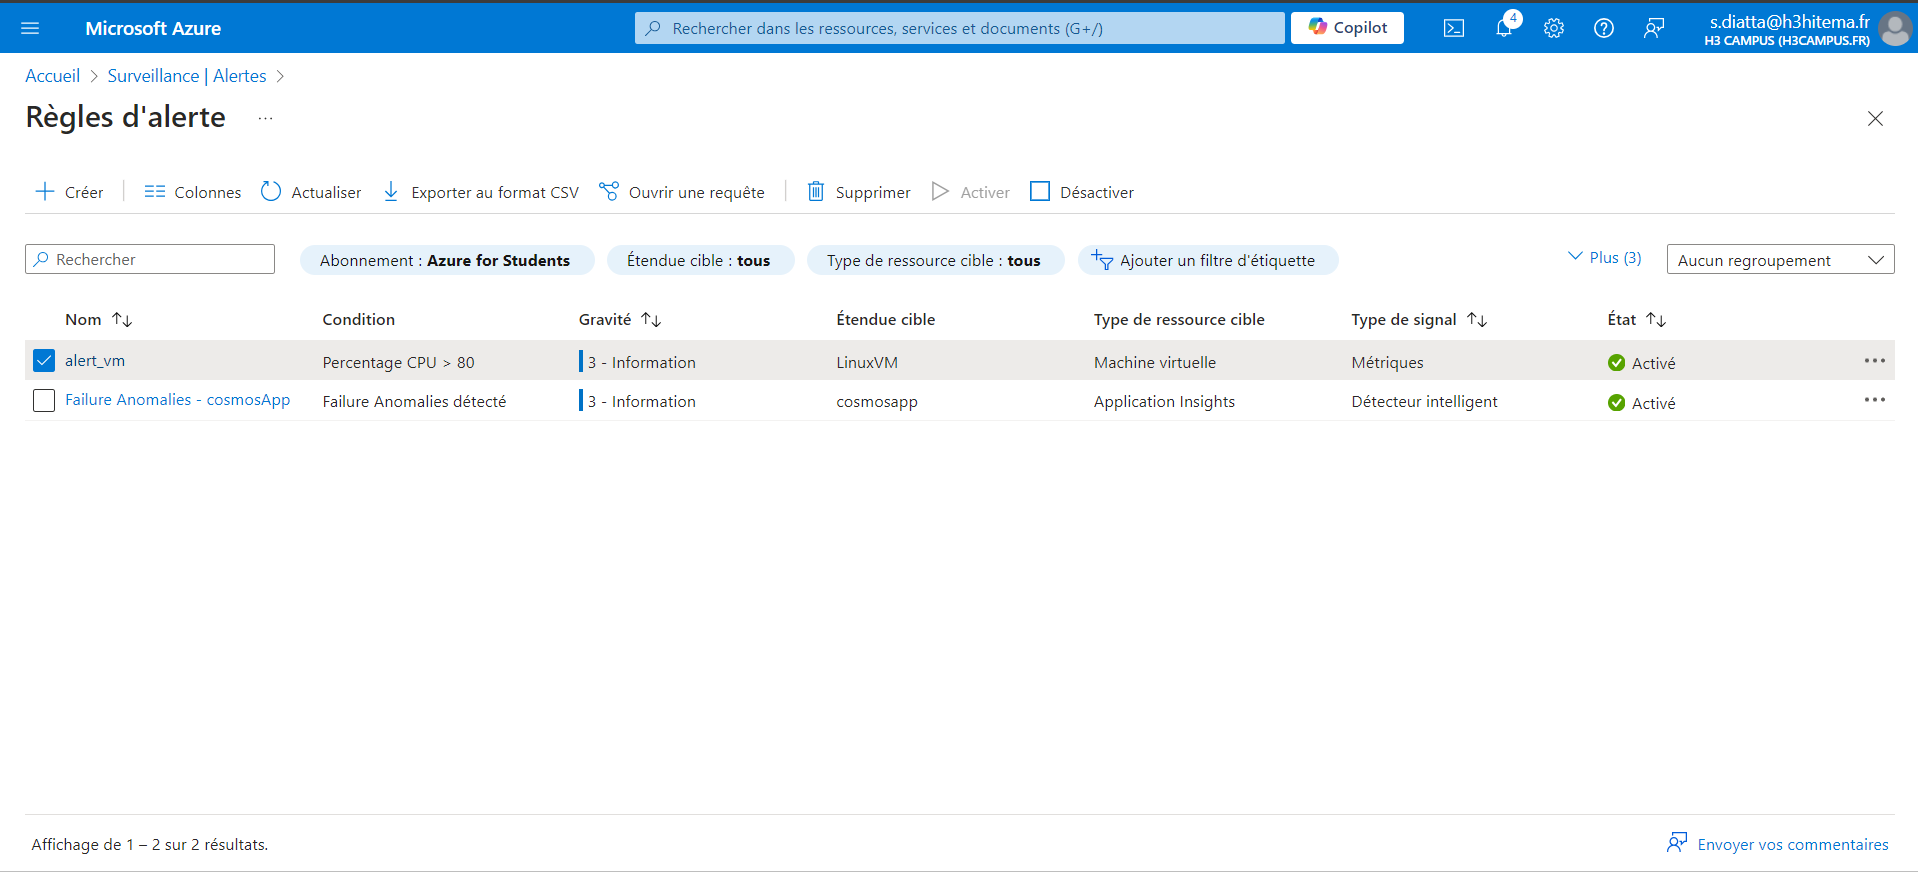 Microsoft Azure
Rechercher dans les ressources, services et documents (G+/)
Copilot
4
s.diatta@h3hitema.fr
H3 CAMPUS (H3CAMPUS.FR)
Accueil > Surveillance | Alertes >
Règles d'alerte ...
Créer Colonnes Actualiser Exporter au format CSV Ouvrir une requête Supprimer Activer Désactiver
Rechercher Abonnement : Azure for Students Étendue cible : tous Type de ressource cible : tous Ajouter un filtre d'étiquette Plus (3) Aucun regroupement
Nom Condition Gravité Étendue cible Type de ressource cible Type de signal État
alert_vm Percentage CPU > 80 3 - Information LinuxVM Machine virtuelle Métriques Activé
Failure Anomalies - cosmosApp Failure Anomalies détecté 3 - Information cosmosapp Application Insights Détecteur intelligent Activé
Affichage de 1 – 2 sur 2 résultats. Envoyer vos commentaires